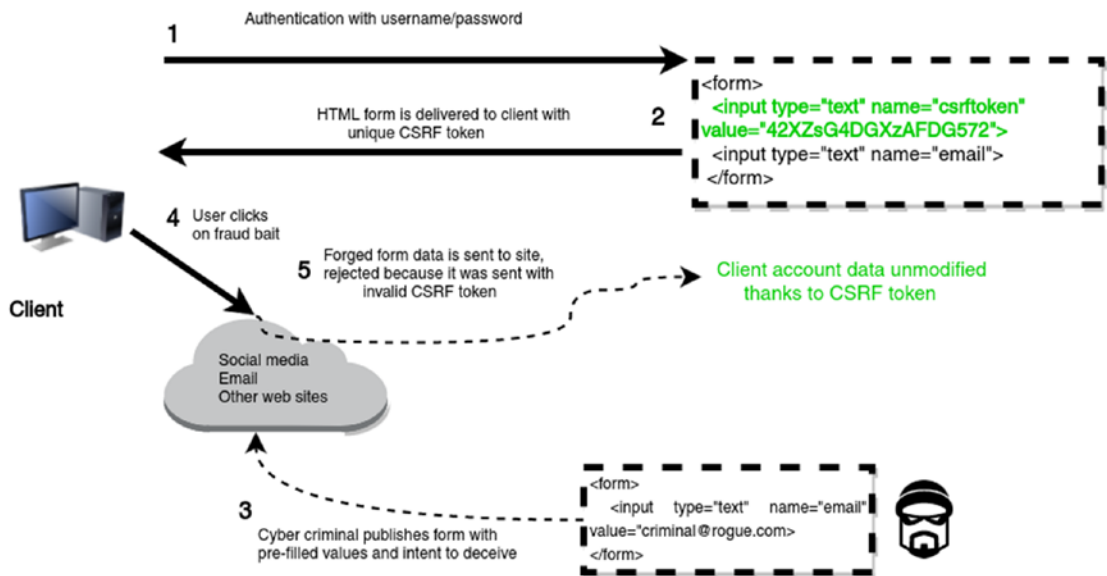 1
Authentication with username/password
<form>
<input type="text" name="csrftoken"
value="42XZsG4DGXzAFDG572">
<input type="text" name="email">
</form>
2
HTML form is delivered to client with
unique CSRF token
4
User clicks
on fraud bait
5
Forged form data is sent to site,
rejected because it was sent with
invalid CSRF token
Client account data unmodified
thanks to CSRF token
Client
Social media
Email
Other web sites
3
Cyber criminal publishes form with
pre-filled values and intent to deceive
<form>
<input type="text" name="email"
value="criminal@rogue.com>
</form>